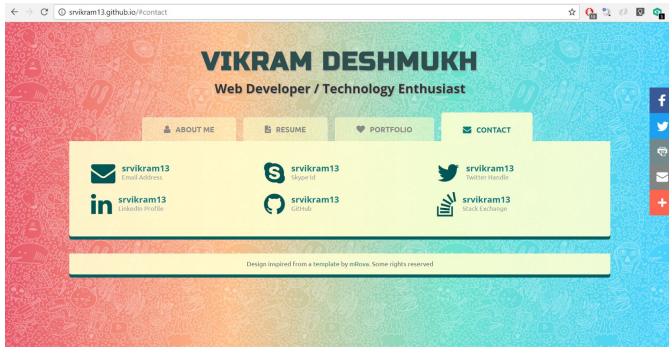 srvikram13.github.io/#contact
VIKRAM DESHMUKH
Web Developer / Technology Enthusiast
ABOUT ME
RESUME
PORTFOLIO
CONTACT
srvikram13
Email Address
srvikram13
Skype Id
srvikram13
Twitter Handle
srvikram13
LinkedIn Profile
srvikram13
GitHub
srvikram13
Stack Exchange
Design inspired from a template by mRova. Some rights reserved